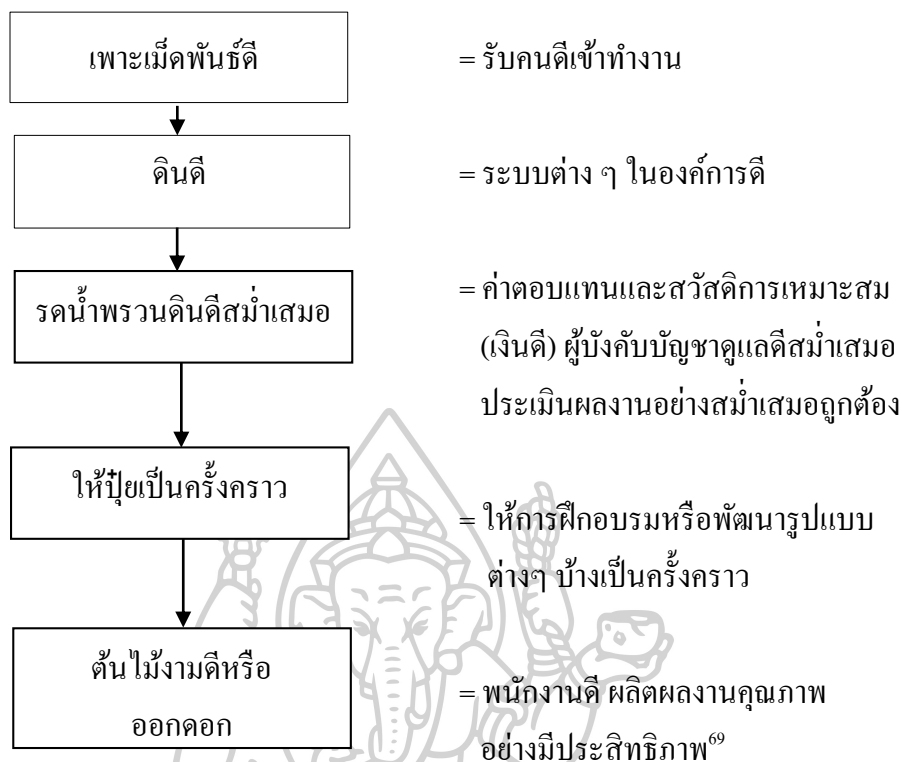 เพาะเม็ดพันธ์ดี
= รับคนดีเข้าทำงาน
ดินดี
= ระบบต่าง ๆ ในองค์การดี
รดน้ำพรวนดินดีสม่ำเสมอ
= ค่าตอบแทนและสวัสดิการเหมาะสม
(เงินดี) ผู้บังคับบัญชาดูแลดีสม่ำเสมอ
ประเมินผลงานอย่างสม่ำเสมอถูกต้อง
ให้ปุ๋ยเป็นครั้งคราว
= ให้การฝึกอบรมหรือพัฒนารูปแบบ
ต่างๆ บ้างเป็นครั้งคราว
ต้นไม้งามดีหรือ
ออกดอก
= พนักงานดี ผลิตผลงานคุณภาพ
อย่างมีประสิทธิภาพ⁶⁹